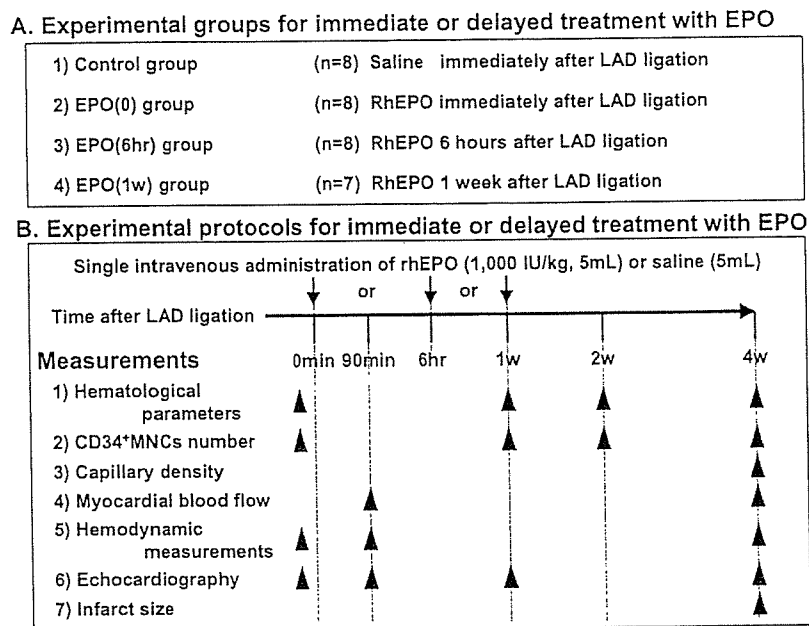 A. Experimental groups for immediate or delayed treatment with EPO
1) Control group (n=8) Saline immediately after LAD ligation
2) EPO(0) group (n=8) RhEPO immediately after LAD ligation
3) EPO(6hr) group (n=8) RhEPO 6 hours after LAD ligation
4) EPO(1w) group (n=7) RhEPO 1 week after LAD ligation
B. Experimental protocols for immediate or delayed treatment with EPO
Single intravenous administration of rhEPO (1,000 IU/kg, 5mL) or saline (5mL)
or or
Time after LAD ligation
Measurements 0min 90min 6hr 1w 2w 4w
1) Hematological
parameters
2) CD34⁺MNCs number
3) Capillary density
4) Myocardial blood flow
5) Hemodynamic
measurements
6) Echocardiography
7) Infarct size